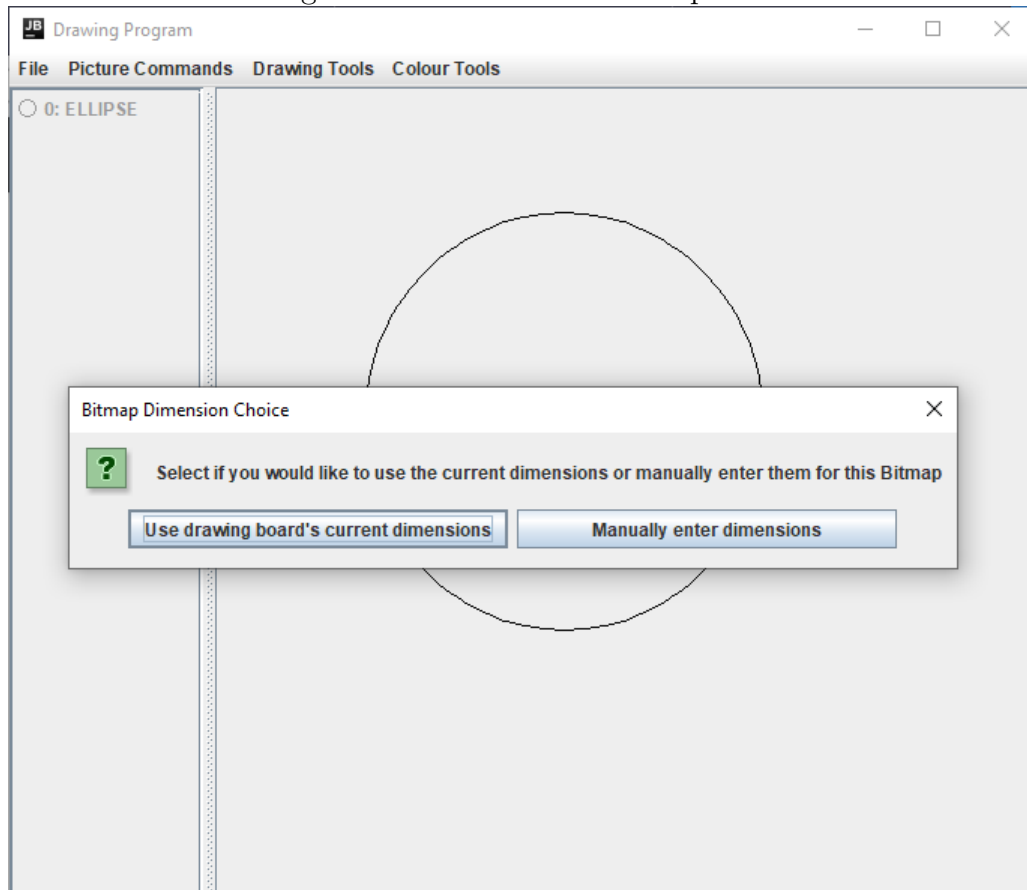 JB Drawing Program
File Picture Commands Drawing Tools Colour Tools
0: ELLIPSE
Bitmap Dimension Choice
? Select if you would like to use the current dimensions or manually enter them for this Bitmap
Use drawing board's current dimensions Manually enter dimensions